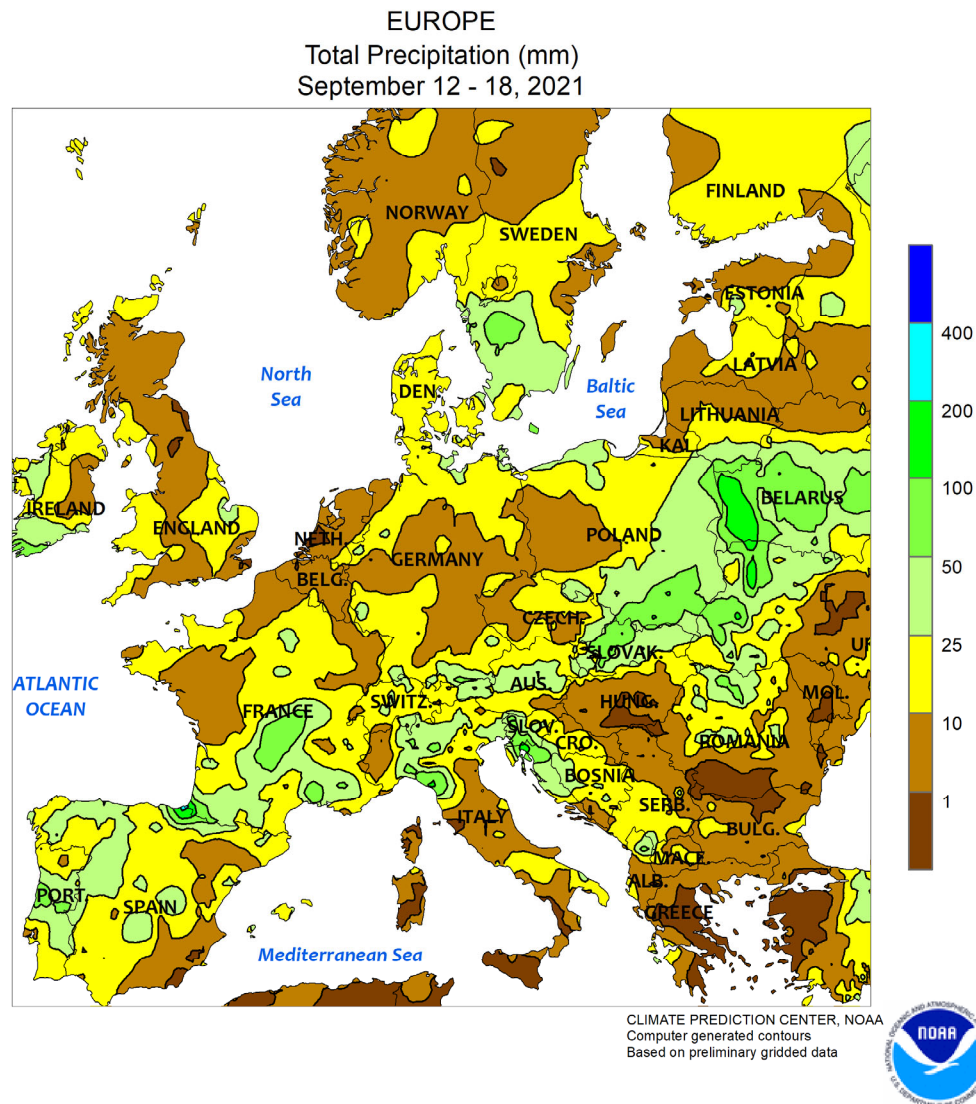 EUROPE
Total Precipitation (mm)
September 12 - 18, 2021
FINLAND
NORWAY
SWEDEN
ESTONIA
400
North
Sea
LATVIA
DEN.
Baltic
Sea
200
LITHUANIA
KAL.
100
BELARUS
IRELAND
ENGLAND
NETH.
POLAND
GERMANY
50
BELG.
CZECH.
25
SLOVAK.
UK
ATLANTIC
OCEAN
AUS.
SWITZ.
HUNG.
MOL.
FRANCE
10
SLOV.
CRO.
ROMANIA
BOSNIA
1
SERB.
ITALY
BULG.
MACE.
ALB.
PORT.
SPAIN
GREECE
Mediterranean Sea
CLIMATE PREDICTION CENTER, NOAA
Computer generated contours
Based on preliminary gridded data
NOAA